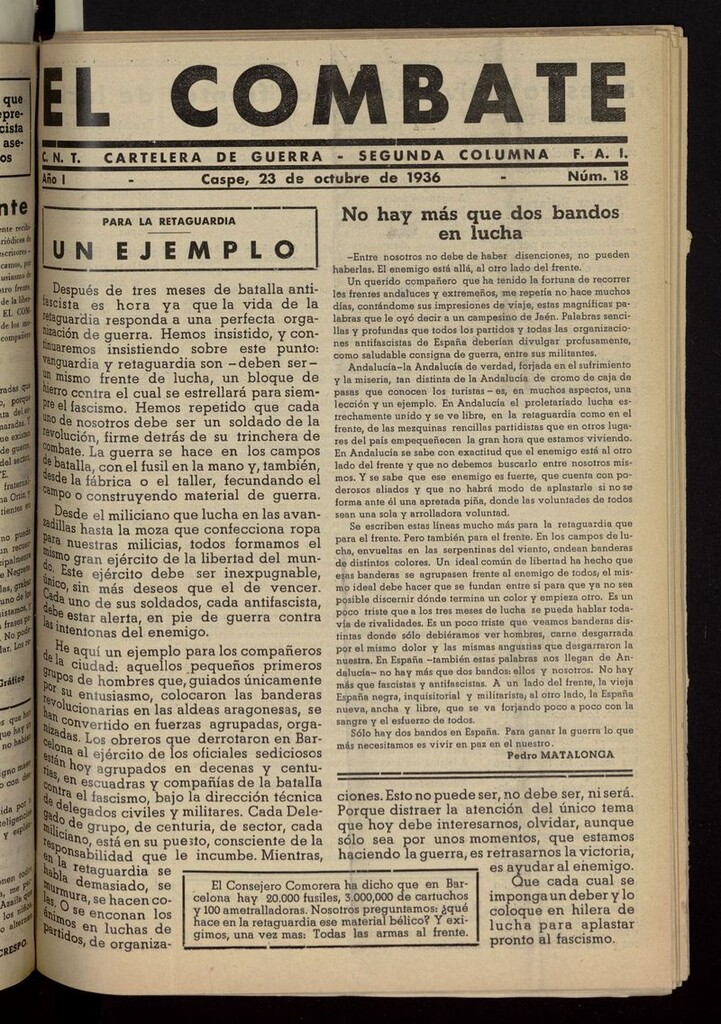 EL COMBATE
C. N. T. CARTELERA DE GUERRA - SEGUNDA COLUMNA F. A. I.
Año I - Caspe, 23 de octubre de 1936 - Núm. 18
PARA LA RETAGUARDIA
UN EJEMPLO
Después de tres meses de batalla anti-
fascista es hora ya que la vida de la
retaguardia responda a una perfecta orga-
nización de guerra. Hemos insistido, y con-
tinuaremos insistiendo sobre este punto:
vanguardia y retaguardia son -deben ser-
un mismo frente de lucha, un bloque de
hierro contra el cual se estrellará para siem-
pre el fascismo. Hemos repetido que cada
uno de nosotros debe ser un soldado de la
revolución, firme detrás de su trinchera de
combate. La guerra se hace en los campos
de batalla, con el fusil en la mano y, también,
desde la fábrica o el taller, fecundando el
campo o construyendo material de guerra.
Desde el miliciano que lucha en las avan-
zadillas hasta la moza que confecciona ropa
para nuestras milicias, todos formamos el
mismo gran ejército de la libertad del mun-
do. Este ejército debe ser inexpugnable,
único, sin más deseos que el de vencer.
Cada uno de sus soldados, cada antifascista,
debe estar alerta, en pie de guerra contra
las intentonas del enemigo.
He aquí un ejemplo para los compañeros
de la ciudad: aquellos pequeños primeros
grupos de hombres que, guiados únicamente
por su entusiasmo, colocaron las banderas
revolucionarias en las aldeas aragonesas, se
han convertido en fuerzas agrupadas, orga-
nizadas. Los obreros que derrotaron en Bar-
celona al ejército de los oficiales sediciosos
están hoy agrupados en decenas y centu-
rias, en escuadras y compañías de la batalla
contra el fascismo, bajo la dirección técnica
de delegados civiles y militares. Cada Dele-
gado de grupo, de centuria, de sector, cada
miliciano, está en su puesto, consciente de la
responsabilidad que le incumbe. Mientras,
en la retaguardia se
habla demasiado, se
murmura, se hacen co-
las. O se enconan los
ánimos en luchas de
partidos, de organiza-
No hay más que dos bandos
en lucha
-Entre nosotros no debe de haber disenciones, no pueden
haberlas. El enemigo está allá, al otro lado del frente.
Un querido compañero que ha tenido la fortuna de recorrer
los frentes andaluces y extremeños, me repetía no hace muchos
días, contándome sus impresiones de viaje, estas magníficas pa-
labras que le oyó decir a un campesino de Jaén. Palabras senci-
llas y profundas que todos los partidos y todas las organizacio-
nes antifascistas de España deberían divulgar profusamente,
como saludable consigna de guerra, entre sus militantes.
Andalucía-la Andalucía de verdad, forjada en el sufrimiento
y la miseria, tan distinta de la Andalucía de cromo de caja de
pasas que conocen los turistas- es, en muchos aspectos, una
lección y un ejemplo. En Andalucía el proletariado lucha es-
trechamente unido y se ve libre, en la retaguardia como en el
frente, de las mezquinas rencillas partidistas que en otros luga-
res del país empequeñecen la gran hora que estamos viviendo.
En Andalucía se sabe con exactitud que el enemigo está al otro
lado del frente y que no debemos buscarlo entre nosotros mis-
mos. Y se sabe que ese enemigo es fuerte, que cuenta con po-
derosos aliados y que no habrá modo de aplastarle si no se
forma ante él una apretada piña, donde las voluntades de todos
sean una sola y arrolladora voluntad.
Se escriben estas líneas mucho más para la retaguardia que
para el frente. Pero también para el frente. En los campos de lu-
cha, envueltas en las serpentinas del viento, ondean banderas
de distintos colores. Un ideal común de libertad ha hecho que
esas banderas se agrupasen frente al enemigo de todos; el mis-
mo ideal debe hacer que se fundan entre sí para que ya no sea
posible discernir dónde termina un color y empieza otro. Es un
poco triste que a los tres meses de lucha se pueda hablar toda-
vía de rivalidades. Es un poco triste que veamos banderas dis-
tintas donde sólo debiéramos ver hombres, carne desgarrada
por el mismo dolor y las mismas angustias que desgarraron la
nuestra. En España -también estas palabras nos llegan de An-
dalucía- no hay más que dos bandos: ellos y nosotros. No hay
más que fascistas y antifascistas. A un lado del frente, la vieja
España negra, inquisitorial y militarista; al otro lado, la España
nueva, ancha y libre, que se va forjando poco a poco con la
sangre y el esfuerzo de todos.
Sólo hay dos bandos en España. Para ganar la guerra lo que
más necesitamos es vivir en paz en el nuestro.
Pedro MATALONGA
ciones. Esto no puede ser, no debe ser, ni será.
Porque distraer la atención del único tema
que hoy debe interesarnos, olvidar, aunque
sólo sea por unos momentos, que estamos
haciendo la guerra, es retrasarnos la victoria,
es ayudar al enemigo.
Que cada cual se
imponga un deber y lo
coloque en hilera de
lucha para aplastar
pronto al fascismo.
El Consejero Comorera ha dicho que en Bar-
celona hay 20.000 fusiles, 3.000,000 de cartuchos
y 100 ametralladoras. Nosotros preguntamos: ¿qué
hace en la retaguardia ese material bélico? Y exi-
gimos, una vez mas: Todas las armas al frente.